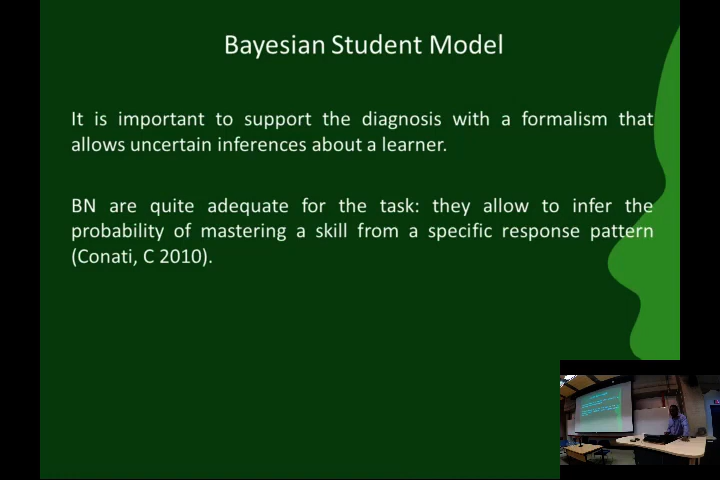 Bayesian Student Model
It is important to support the diagnosis with a formalism that
allows uncertain inferences about a learner.
BN are quite adequate for the task: they allow to infer the
probability of mastering a skill from a specific response pattern
(Conati, C 2010).